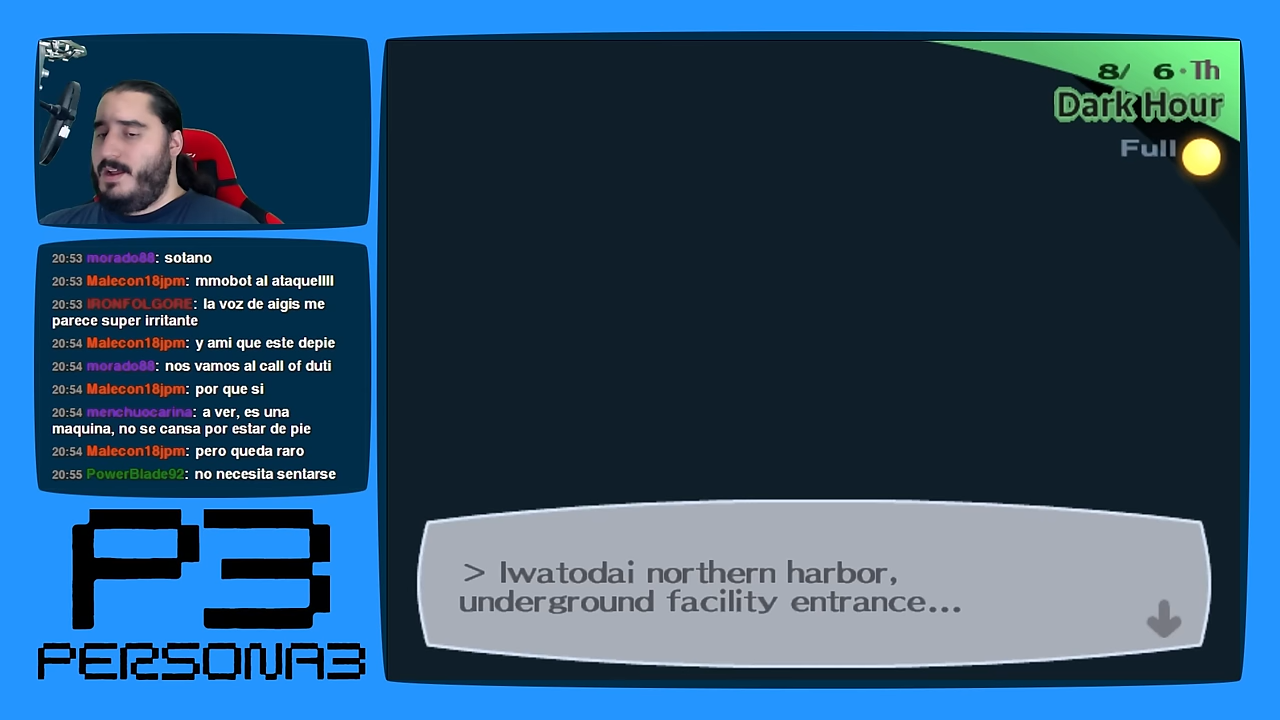 8/ 6·Th
Dark Hour
Full
20:53 morado88: sotano
20:53 Malecon18jpm: mmobot al ataquellll
20:53 IRONFOLGORE: la voz de aigis me
parece super irritante
20:54 Malecon18jpm: y ami que este depie
20:54 morado88: nos vamos al call of duti
20:54 Malecon18jpm: por que si
20:54 menchuocarina: a ver, es una
maquina, no se cansa por estar de pie
20:54 Malecon18jpm: pero queda raro
20:55 PowerBlade92: no necesita sentarse
P3
PERSONA3
> Iwatodai northern harbor,
underground facility entrance...